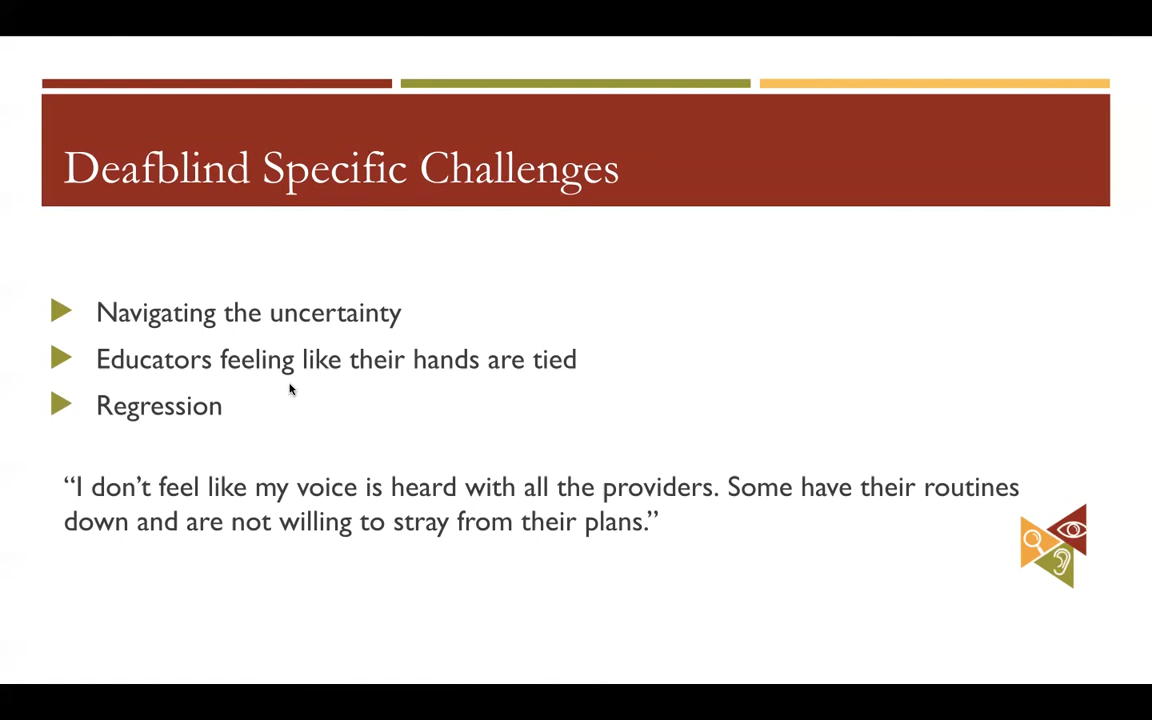 Deafblind Specific Challenges
Navigating the uncertainty
Educators feeling like their hands are tied
Regression
“I don’t feel like my voice is heard with all the providers. Some have their routines
down and are not willing to stray from their plans.”